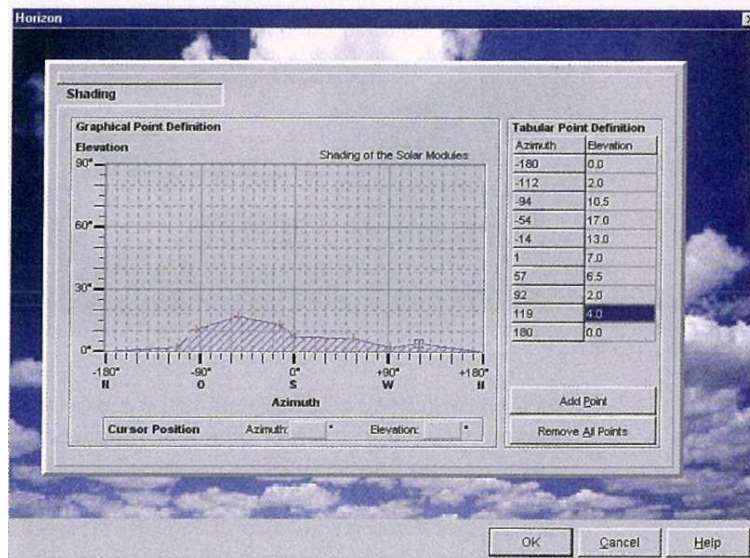 Horizon
Shading
Graphical Point Definition
Elevation
Shading of the Solar Modules
90°
60°
30°
0°
-180° -90° 0° +90° +180°
N O S W N
Azimuth
Cursor Position Azimuth: ° Elevation: °
Tabular Point Definition
Azimuth Elevation
-180 0.0
-112 2.0
-94 10.5
-54 17.0
-14 13.0
1 7.0
57 6.5
92 2.0
119 4.0
180 0.0
Add Point
Remove All Points
OK Cancel Help